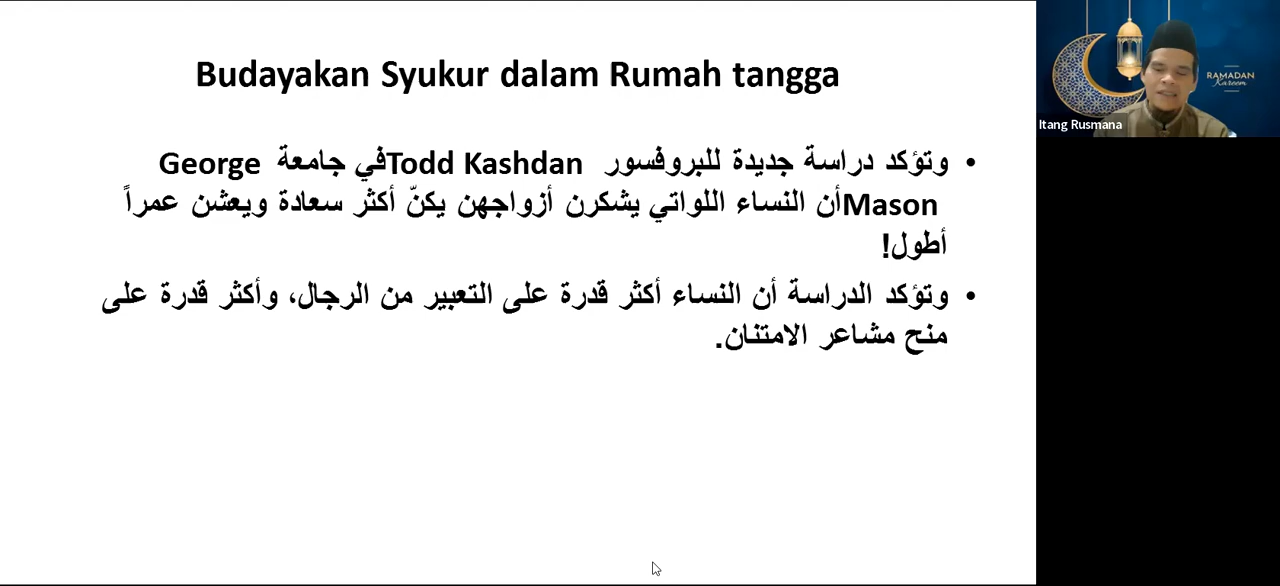 Budayakan Syukur dalam Rumah tangga
• وتؤكد دراسة جديدة للبروفسور Todd Kashdan في جامعة George
Mason أن النساء اللواتي يشكرن أزواجهن يكنّ أكثر سعادة ويعشن عمراً
أطول!
• وتؤكد الدراسة أن النساء أكثر قدرة على التعبير من الرجال، وأكثر قدرة على
منح مشاعر الامتنان.
RAMADAN
Kareem
Itang Rusmana